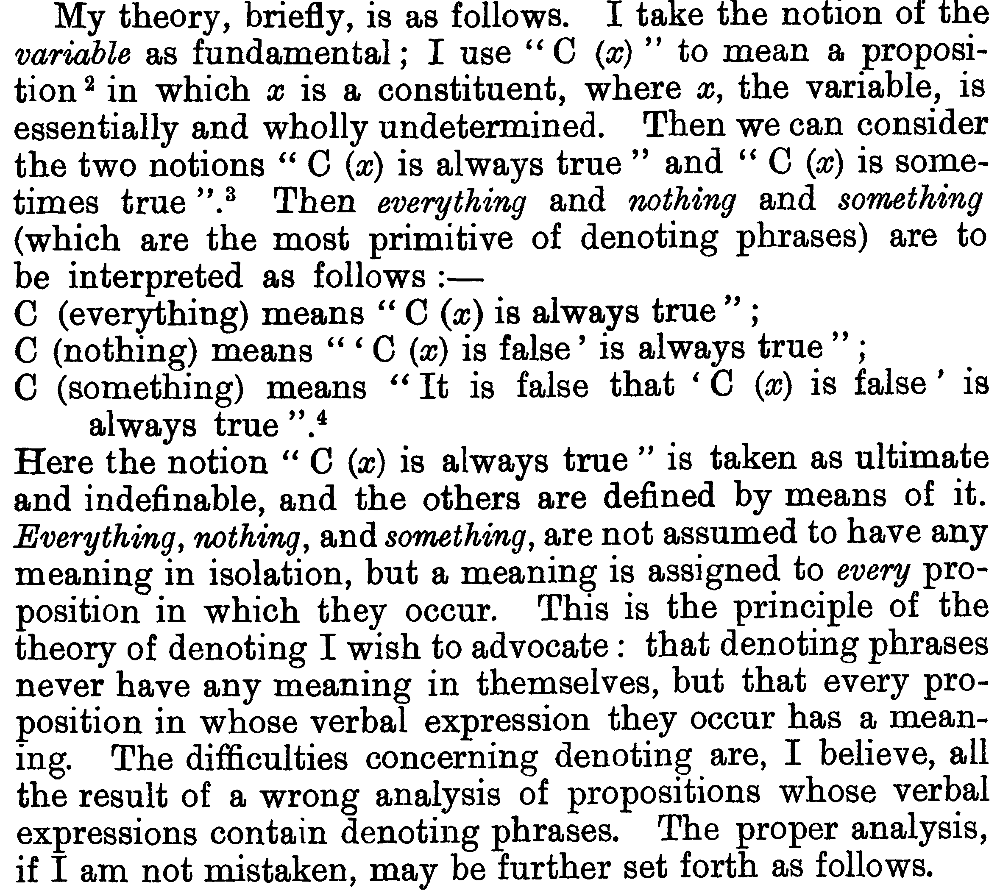 My theory, briefly, is as follows. I take the notion of the
variable as fundamental; I use “C (x)” to mean a proposi-
tion² in which x is a constituent, where x, the variable, is
essentially and wholly undetermined. Then we can consider
the two notions “C (x) is always true” and “C (x) is some-
times true”.³ Then everything and nothing and something
(which are the most primitive of denoting phrases) are to
be interpreted as follows:—
C (everything) means “C (x) is always true”;
C (nothing) means “‘C (x) is false’ is always true”;
C (something) means “It is false that ‘C (x) is false’ is
always true”.⁴
Here the notion “C (x) is always true” is taken as ultimate
and indefinable, and the others are defined by means of it.
Everything, nothing, and something, are not assumed to have any
meaning in isolation, but a meaning is assigned to every pro-
position in which they occur. This is the principle of the
theory of denoting I wish to advocate: that denoting phrases
never have any meaning in themselves, but that every pro-
position in whose verbal expression they occur has a mean-
ing. The difficulties concerning denoting are, I believe, all
the result of a wrong analysis of propositions whose verbal
expressions contain denoting phrases. The proper analysis,
if I am not mistaken, may be further set forth as follows.